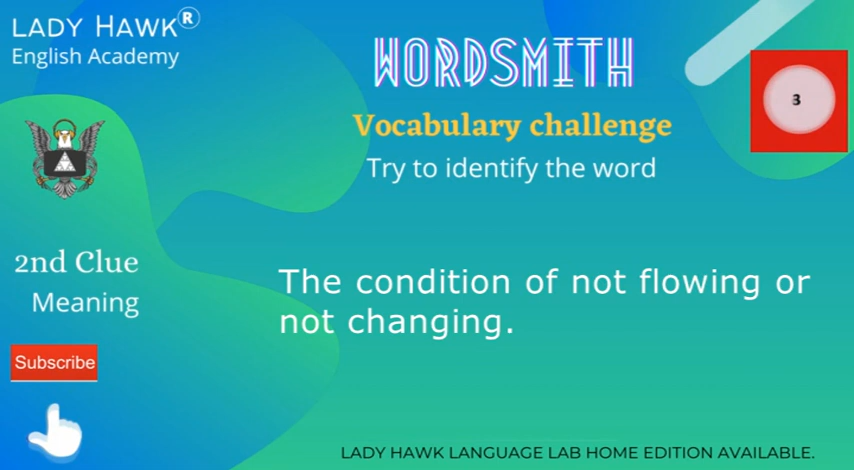 LADY HAWK®
English Academy
WORDSMITH
Vocabulary challenge
Try to identify the word
3
2nd Clue
Meaning
The condition of not flowing or
not changing.
Subscribe
LADY HAWK LANGUAGE LAB HOME EDITION AVAILABLE.